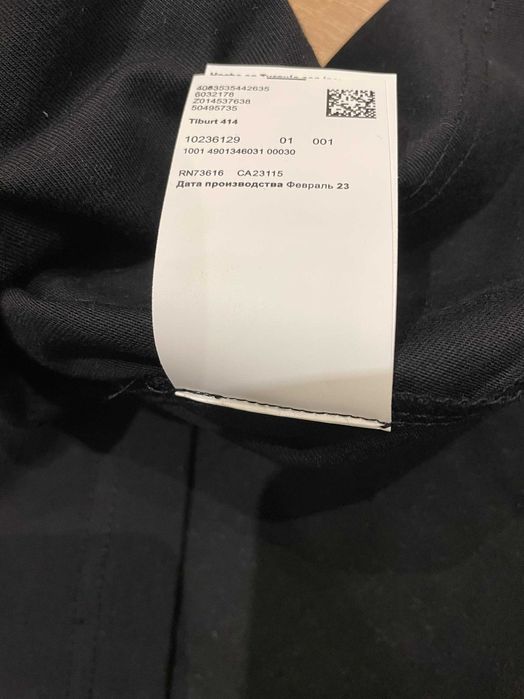 4063535442635
6032178
Z014537638
50495735
Tiburt 414
10236129 01 001
1001 4901346031 00030
RN73616 CA23115
Дата производства Февраль 23